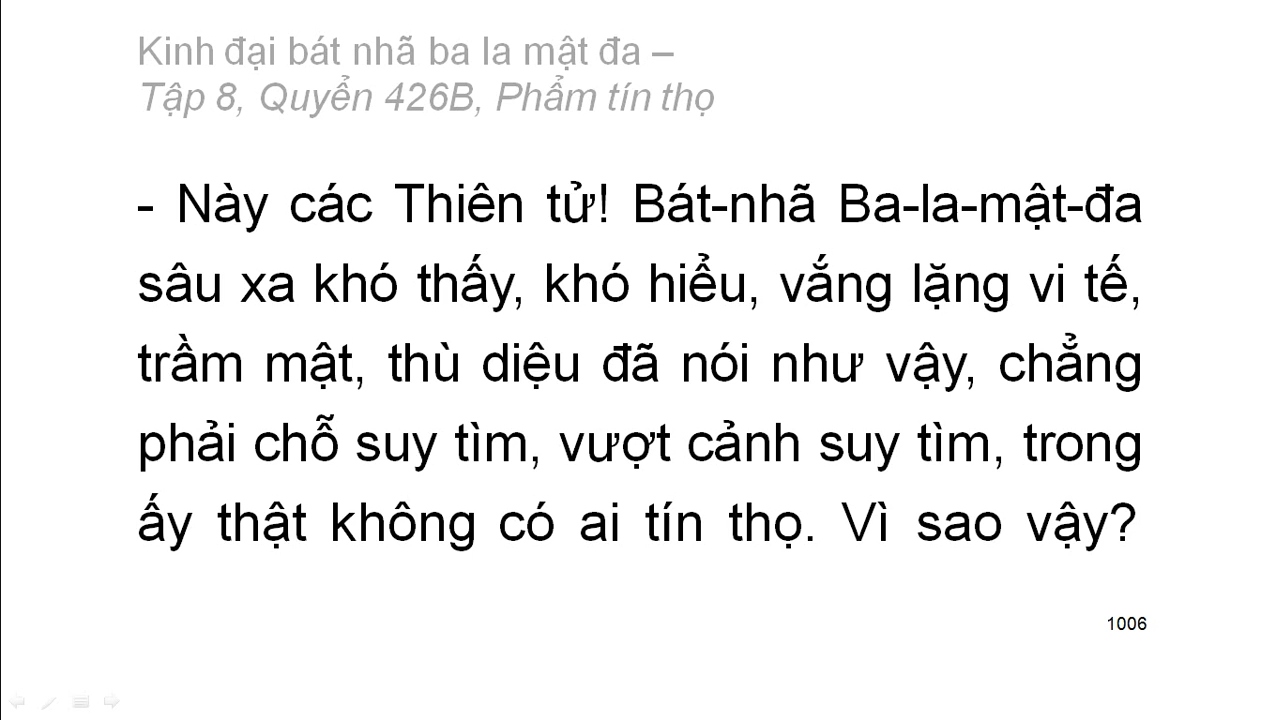 Kinh đại bát nhã ba la mật đa –
Tập 8, Quyển 426B, Phẩm tín thọ
- Này các Thiên tử! Bát-nhã Ba-la-mật-đa
sâu xa khó thấy, khó hiểu, vắng lặng vi tế,
trầm mật, thù diệu đã nói như vậy, chẳng
phải chỗ suy tìm, vượt cảnh suy tìm, trong
ấy thật không có ai tín thọ. Vì sao vậy?
1006